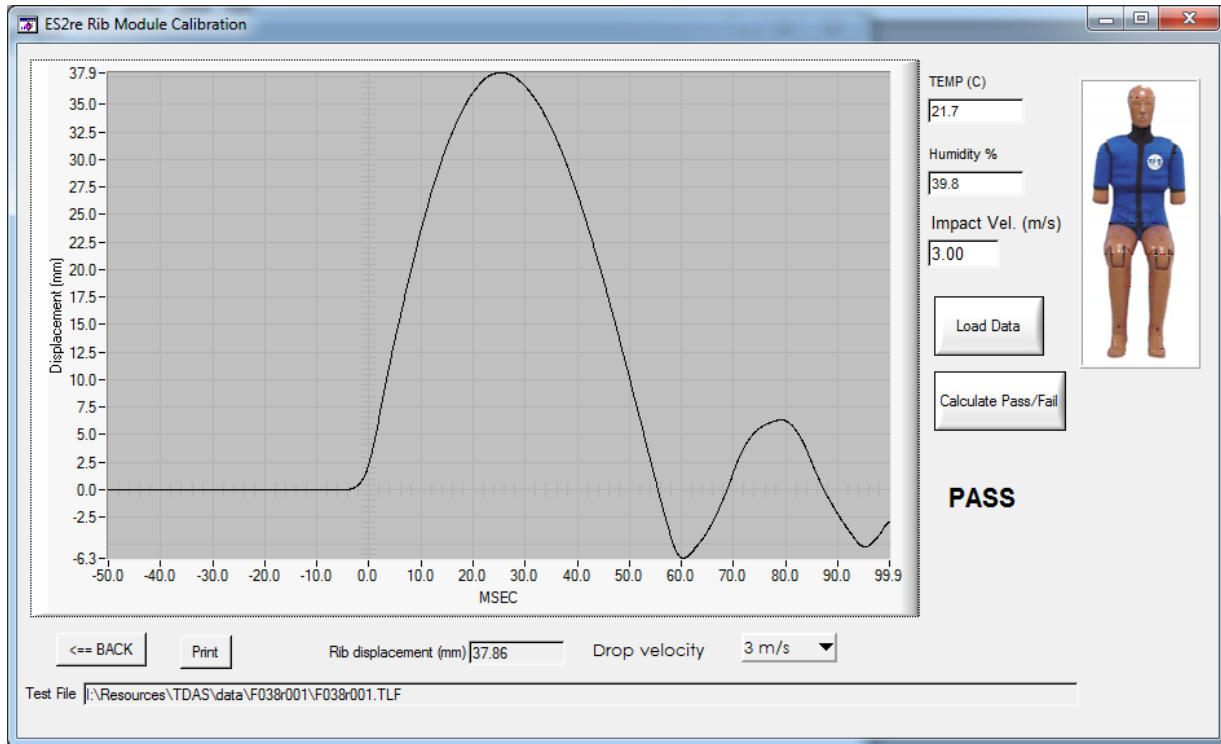 ES2re Rib Module Calibration
Displacement (mm)
37.9
35.0
32.5
30.0
27.5
25.0
22.5
20.0
17.5
15.0
12.5
10.0
7.5
5.0
2.5
0.0
-2.5
-6.3
-50.0 -40.0 -30.0 -20.0 -10.0 0.0 10.0 20.0 30.0 40.0 50.0 60.0 70.0 80.0 90.0 99.9
MSEC
TEMP (C)
21.7
Humidity %
39.8
Impact Vel. (m/s)
3.00
Load Data
Calculate Pass/Fail
PASS
<== BACK Print Rib displacement (mm) 37.86 Drop velocity 3 m/s
Test File I:\Resources\TDAS\data\F038r001\F038r001.TLF